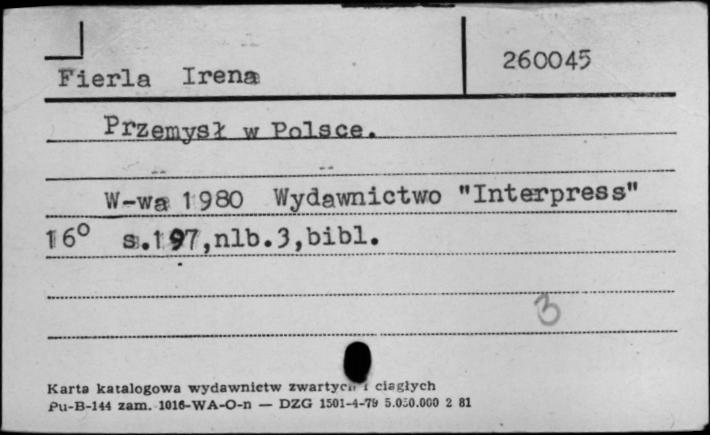 260045
Fierla Irena
Przemysł w Polsce.
W-wa 1980 Wydawnictwo "Interpress"
16° s.197,nlb.3,bibl.
3
Karta katalogowa wydawnictw zwartych i ciągłych
Pu-B-144 zam. 1016-WA-O-n — DZG 1501-4-79 5.050.000 2 81